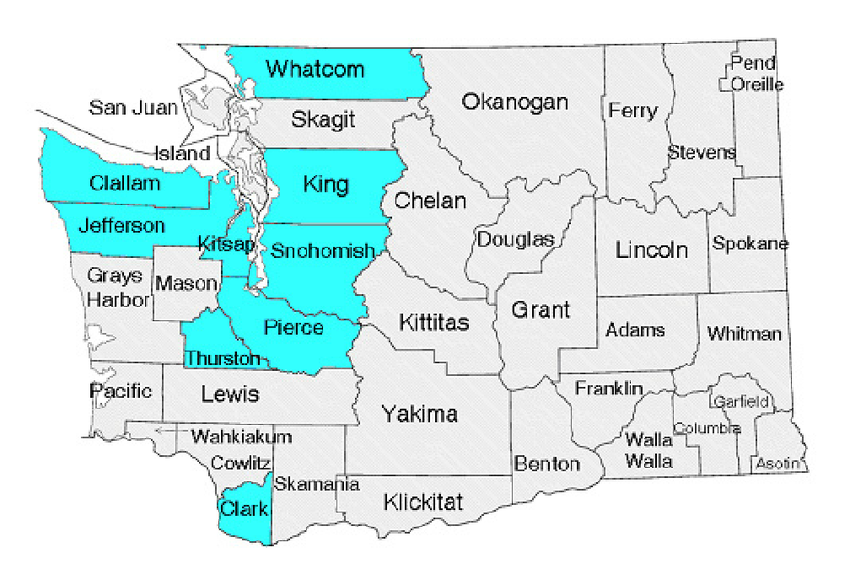 Whatcom
Pend
Oreille
Okanogan
San Juan
Skagit
Ferry
Island
Stevens
Clallam
King
Chelan
Jefferson
Kitsap
Snohomish
Douglas
Lincoln
Spokane
Grays
Harbor
Mason
Grant
Pierce
Kittitas
Adams
Whitman
Thurston
Pacific
Lewis
Franklin
Garfield
Yakima
Columbia
Wahkiakum
Walla
Walla
Cowlitz
Benton
Asotin
Skamania
Clark
Klickitat